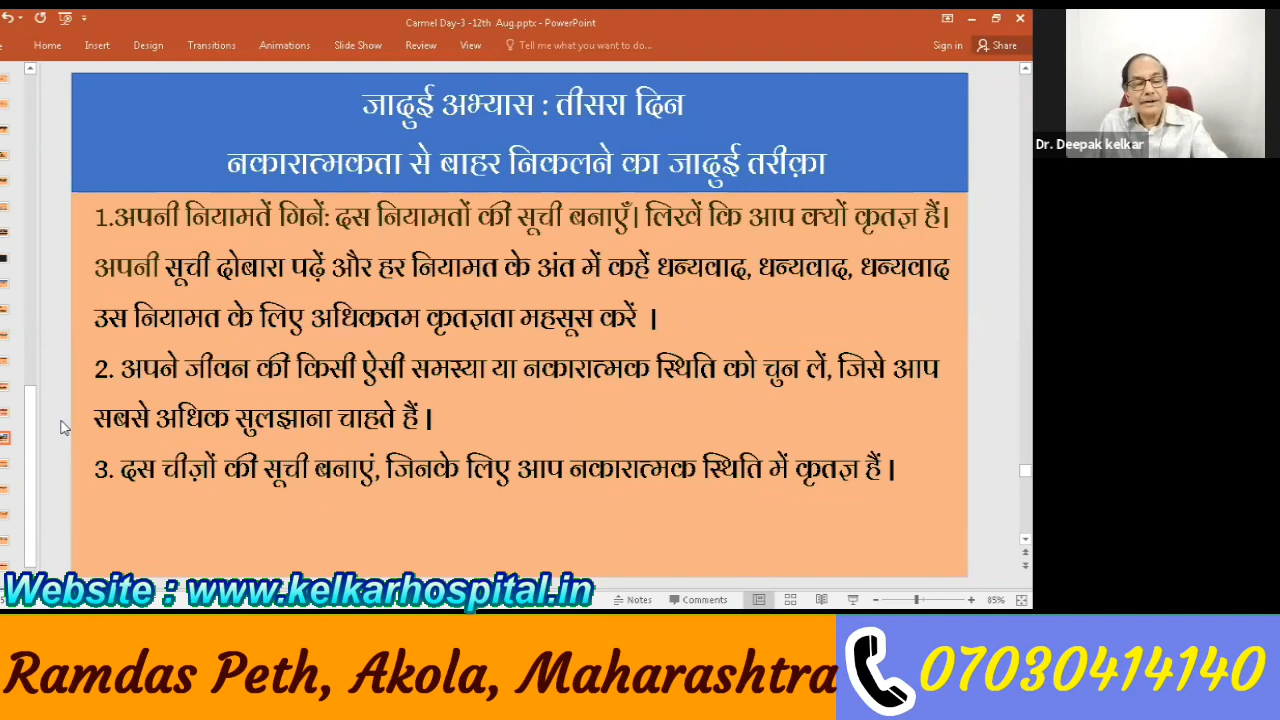 Carmel Day-3 -12th Aug.pptx - PowerPoint
Home Insert Design Transitions Animations Slide Show Review View Tell me what you want to do... Sign in Share
जादुई अभ्यास : तीसरा दिन
नकारात्मकता से बाहर निकलने का जादुई तरीक़ा
1.अपनी नियामतें गिनें: दस नियामतों की सूची बनाएँ| लिखें कि आप क्यों कृतज्ञ हैं|
अपनी सूची दोबारा पढ़ें और हर नियामत के अंत में कहें धन्यवाद, धन्यवाद, धन्यवाद
उस नियामत के लिए अधिकतम कृतज्ञता महसूस करें |
2. अपने जीवन की किसी ऐसी समस्या या नकारात्मक स्थिति को चुन लें, जिसे आप
सबसे अधिक सुलझाना चाहते हैं |
3. दस चीज़ों की सूची बनाएं, जिनके लिए आप नकारात्मक स्थिति में कृतज्ञ हैं |
Dr. Deepak kelkar
Website : www.kelkarhospital.in
Notes Comments 85%
Ramdas Peth, Akola, Maharashtra
07030414140